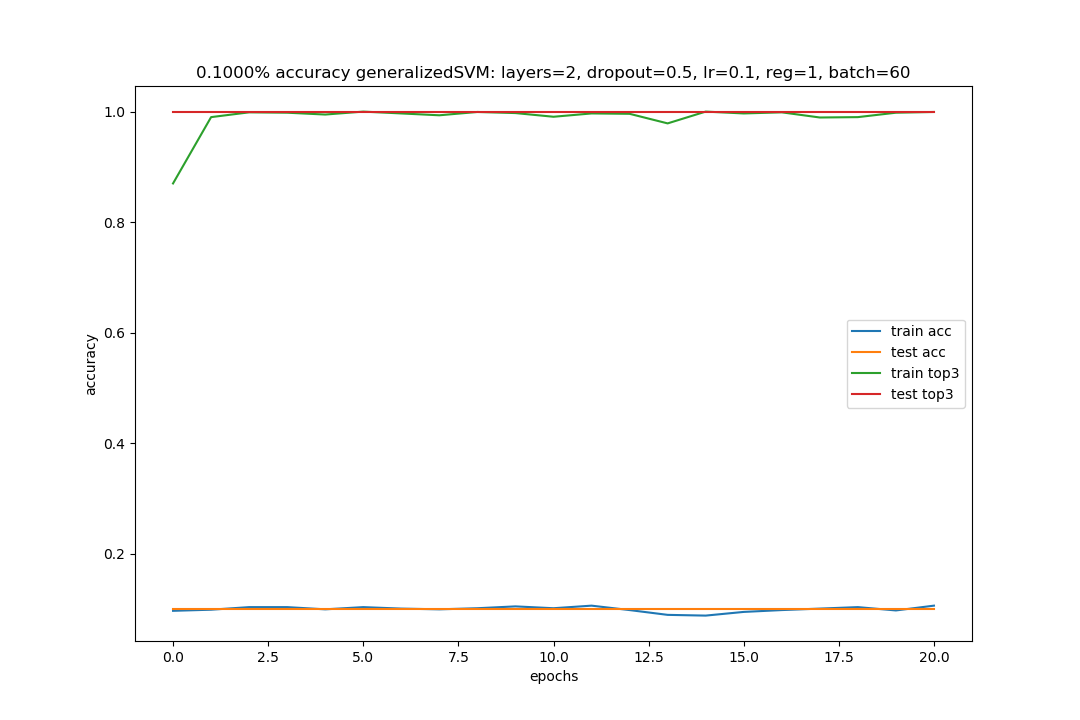 0.1000% accuracy generalizedSVM: layers=2, dropout=0.5, lr=0.1, reg=1, batch=60
1.0
0.8
0.6
0.4
0.2
accuracy
train acc
test acc
train top3
test top3
0.0 2.5 5.0 7.5 10.0 12.5 15.0 17.5 20.0
epochs